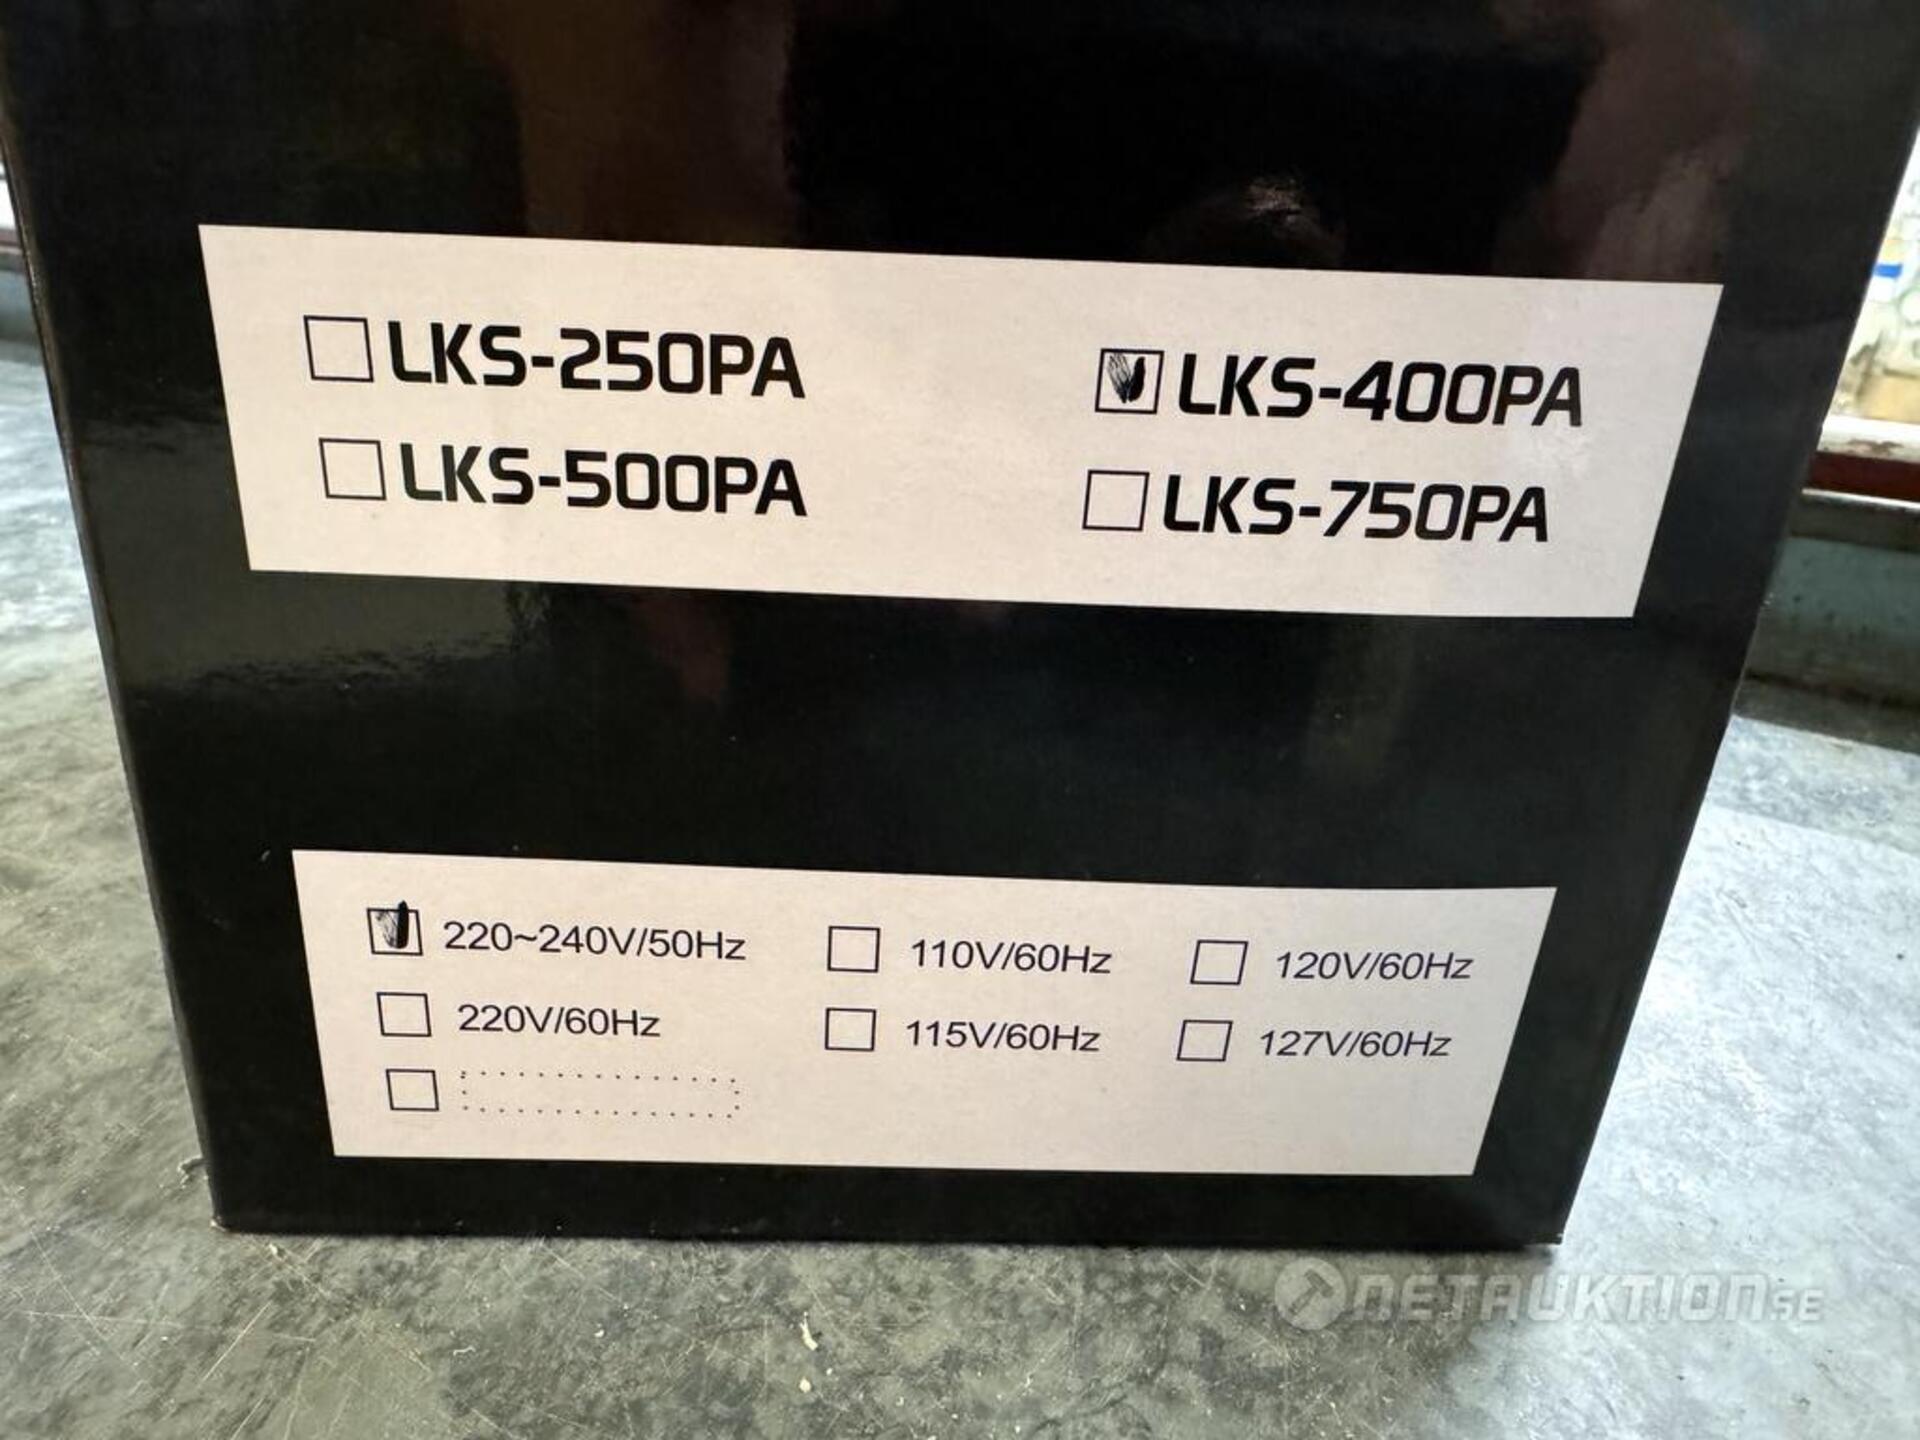 LKS-250PA LKS-400PA
LKS-500PA LKS-750PA
220~240V/50Hz 110V/60Hz 120V/60Hz
220V/60Hz 115V/60Hz 127V/60Hz
NETAUKTION.SE